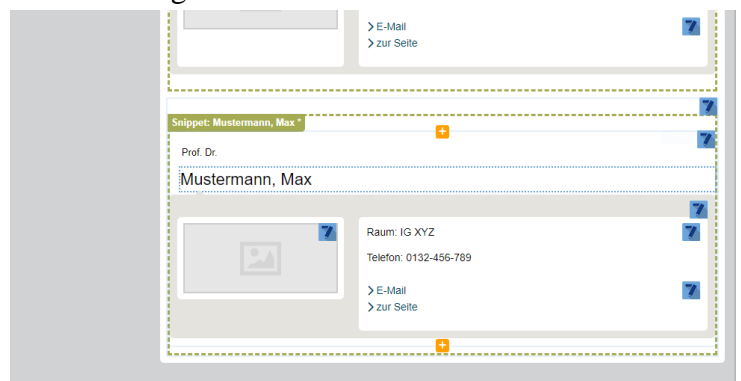 > E-Mail
> zur Seite
Snippet: Mustermann, Max *
Prof. Dr.
Mustermann, Max
Raum: IG XYZ
Telefon: 0132-456-789
> E-Mail
> zur Seite